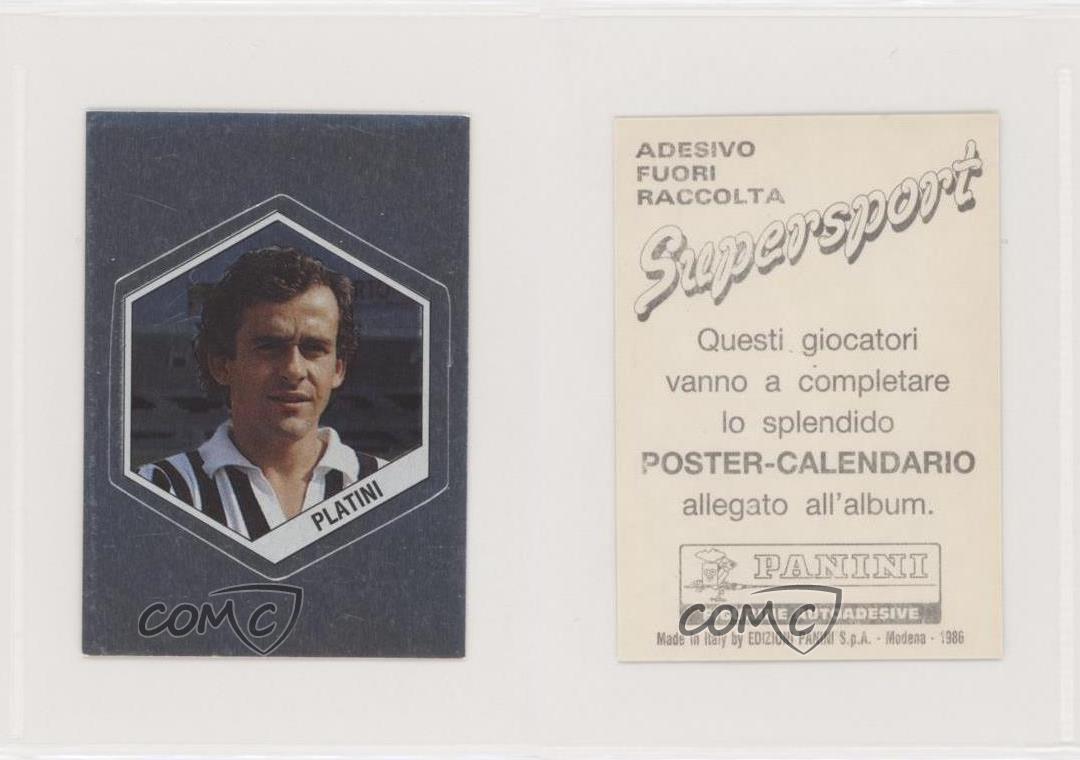 PLATINI
COMC
ADESIVO
FUORI
RACCOLTA
Supersport
Questi giocatori
vanno a completare
lo splendido
POSTER-CALENDARIO
allegato all'album.
PANINI
AUTOADESIVE
Made in Italy by EDIZIONI PANINI S.p.A. - Modena - 1986
COMC